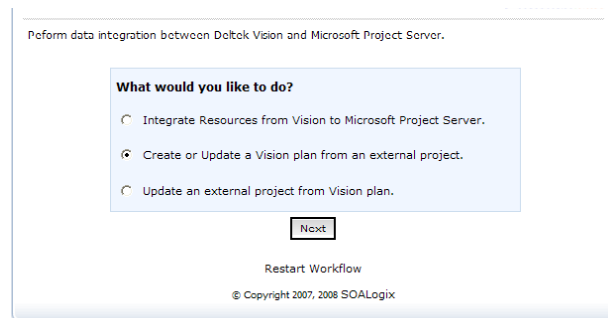 Peform data integration between Deltek Vision and Microsoft Project Server.
What would you like to do?
Integrate Resources from Vision to Microsoft Project Server.
Create or Update a Vision plan from an external project.
Update an external project from Vision plan.
Next
Restart Workflow
© Copyright 2007, 2008 SOALogix